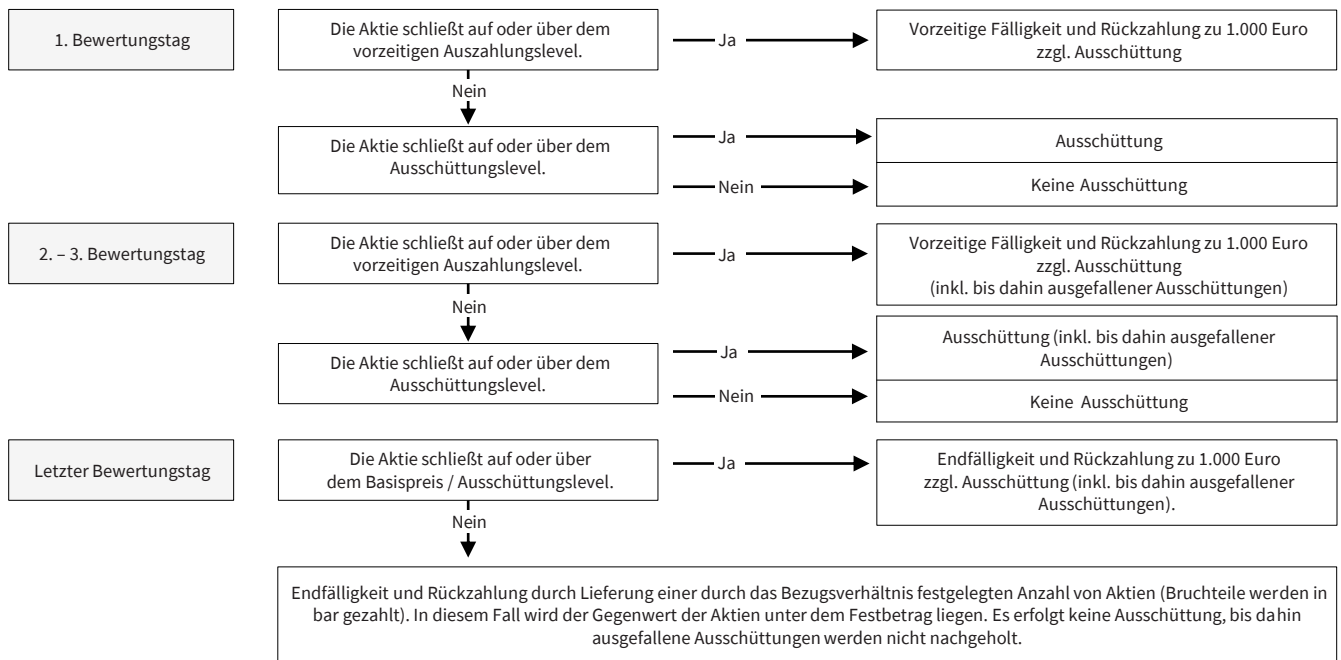 1. Bewertungstag
Die Aktie schließt auf oder über dem
vorzeitigen Auszahlungslevel.
Ja
Vorzeitige Fälligkeit und Rückzahlung zu 1.000 Euro
zzgl. Ausschüttung
Nein
Die Aktie schließt auf oder über dem
Ausschüttungslevel.
Ja
Ausschüttung
Nein
Keine Ausschüttung
2. – 3. Bewertungstag
Die Aktie schließt auf oder über dem
vorzeitigen Auszahlungslevel.
Ja
Vorzeitige Fälligkeit und Rückzahlung zu 1.000 Euro
zzgl. Ausschüttung
(inkl. bis dahin ausgefallener Ausschüttungen)
Nein
Die Aktie schließt auf oder über dem
Ausschüttungslevel.
Ja
Ausschüttung (inkl. bis dahin ausgefallener
Ausschüttungen)
Nein
Keine Ausschüttung
Letzter Bewertungstag
Die Aktie schließt auf oder über
dem Basispreis / Ausschüttungslevel.
Ja
Endfälligkeit und Rückzahlung zu 1.000 Euro
zzgl. Ausschüttung (inkl. bis dahin ausgefallener
Ausschüttungen).
Nein
Endfälligkeit und Rückzahlung durch Lieferung einer durch das Bezugsverhältnis festgelegten Anzahl von Aktien (Bruchteile werden in
bar gezahlt). In diesem Fall wird der Gegenwert der Aktien unter dem Festbetrag liegen. Es erfolgt keine Ausschüttung, bis dahin
ausgefallene Ausschüttungen werden nicht nachgeholt.